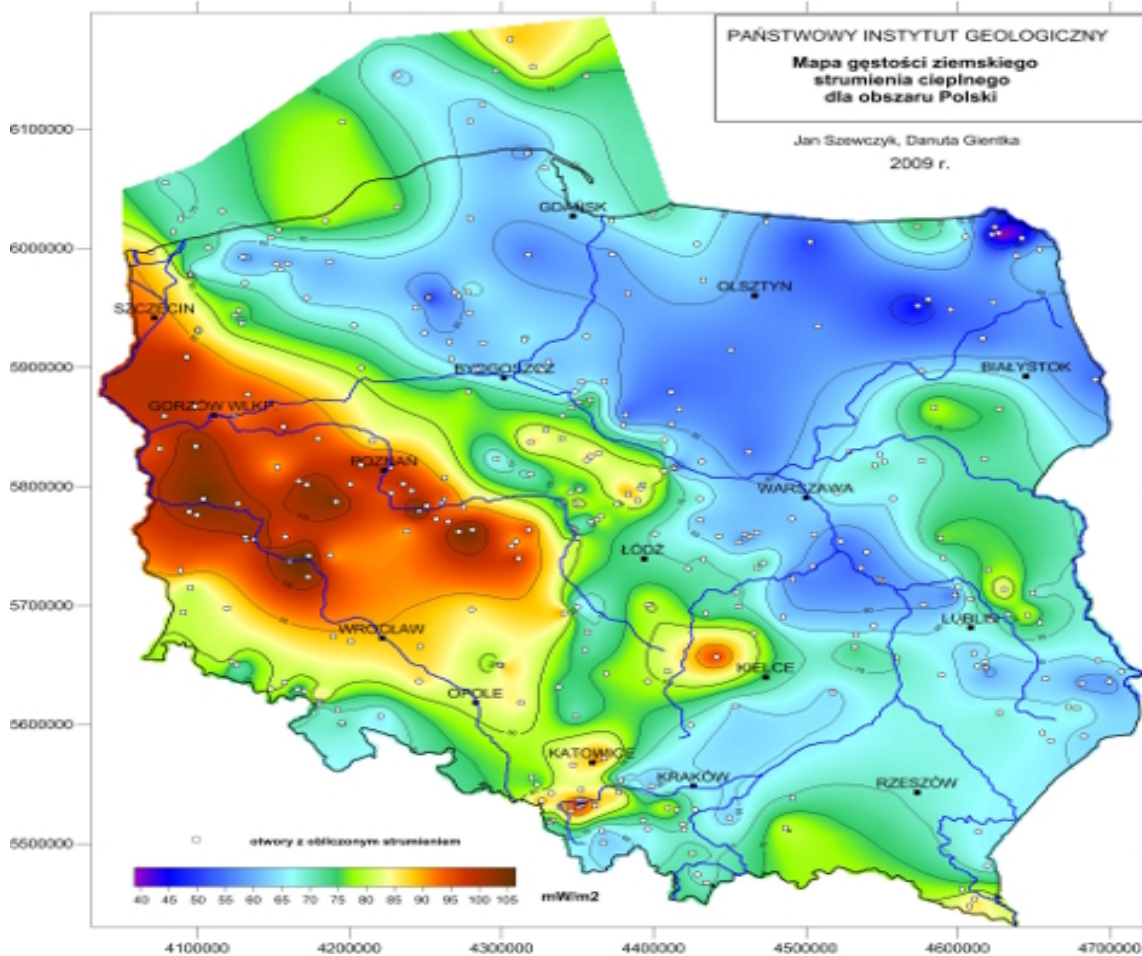 PAŃSTWOWY INSTYTUT GEOLOGICZNY
Mapa gęstości ziemskiego
strumienia cieplnego
dla obszaru Polski
Jan Szewczyk, Danuta Gientka
2009 r.
6100000
GDAŃSK
6000000
OLSZTYN
SZCZECIN
5900000
BYDGOSZCZ
BIAŁYSTOK
GORZÓW WLKP.
POZNAŃ
5800000
WARSZAWA
ŁÓDŹ
5700000
LUBLIN
WROCŁAW
KIELCE
OPOLE
5600000
KATOWICE
KRAKÓW
RZESZÓW
5500000
otwory z obliczonym strumieniem
mW/m2
40 45 50 55 60 65 70 75 80 85 90 95 100 105
4100000 4200000 4300000 4400000 4500000 4600000 4700000